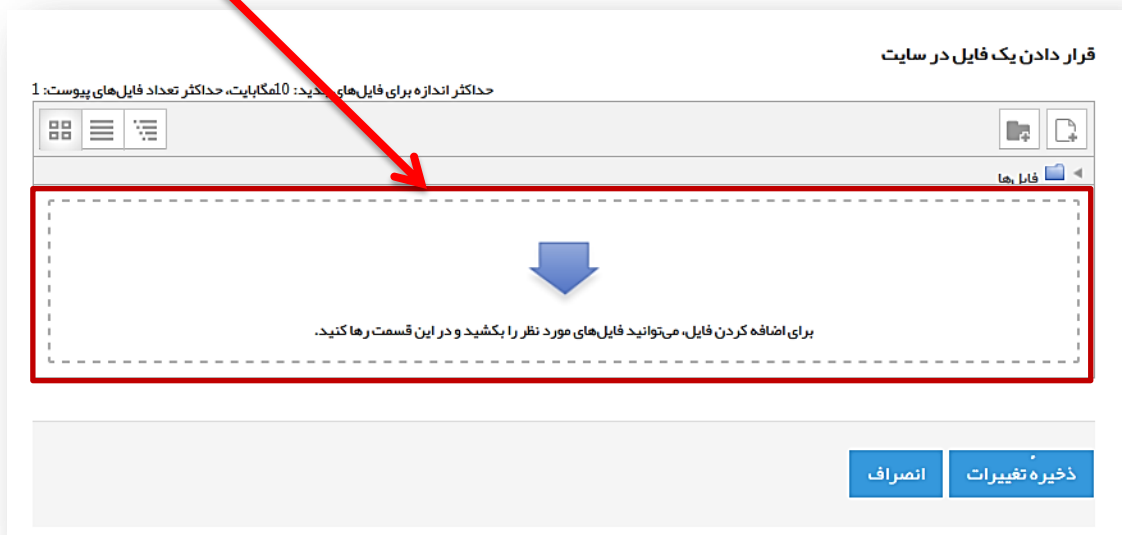 قرار دادن یک فایل در سایت
حداکثر اندازه برای فایل‌های جدید: 10مگابایت، حداکثر تعداد فایل‌های پیوست: 1
فایل‌ها
برای اضافه کردن فایل، می‌توانید فایل‌های مورد نظر را بکشید و در این قسمت رها کنید.
ذخیرهٔ تغییرات
انصراف